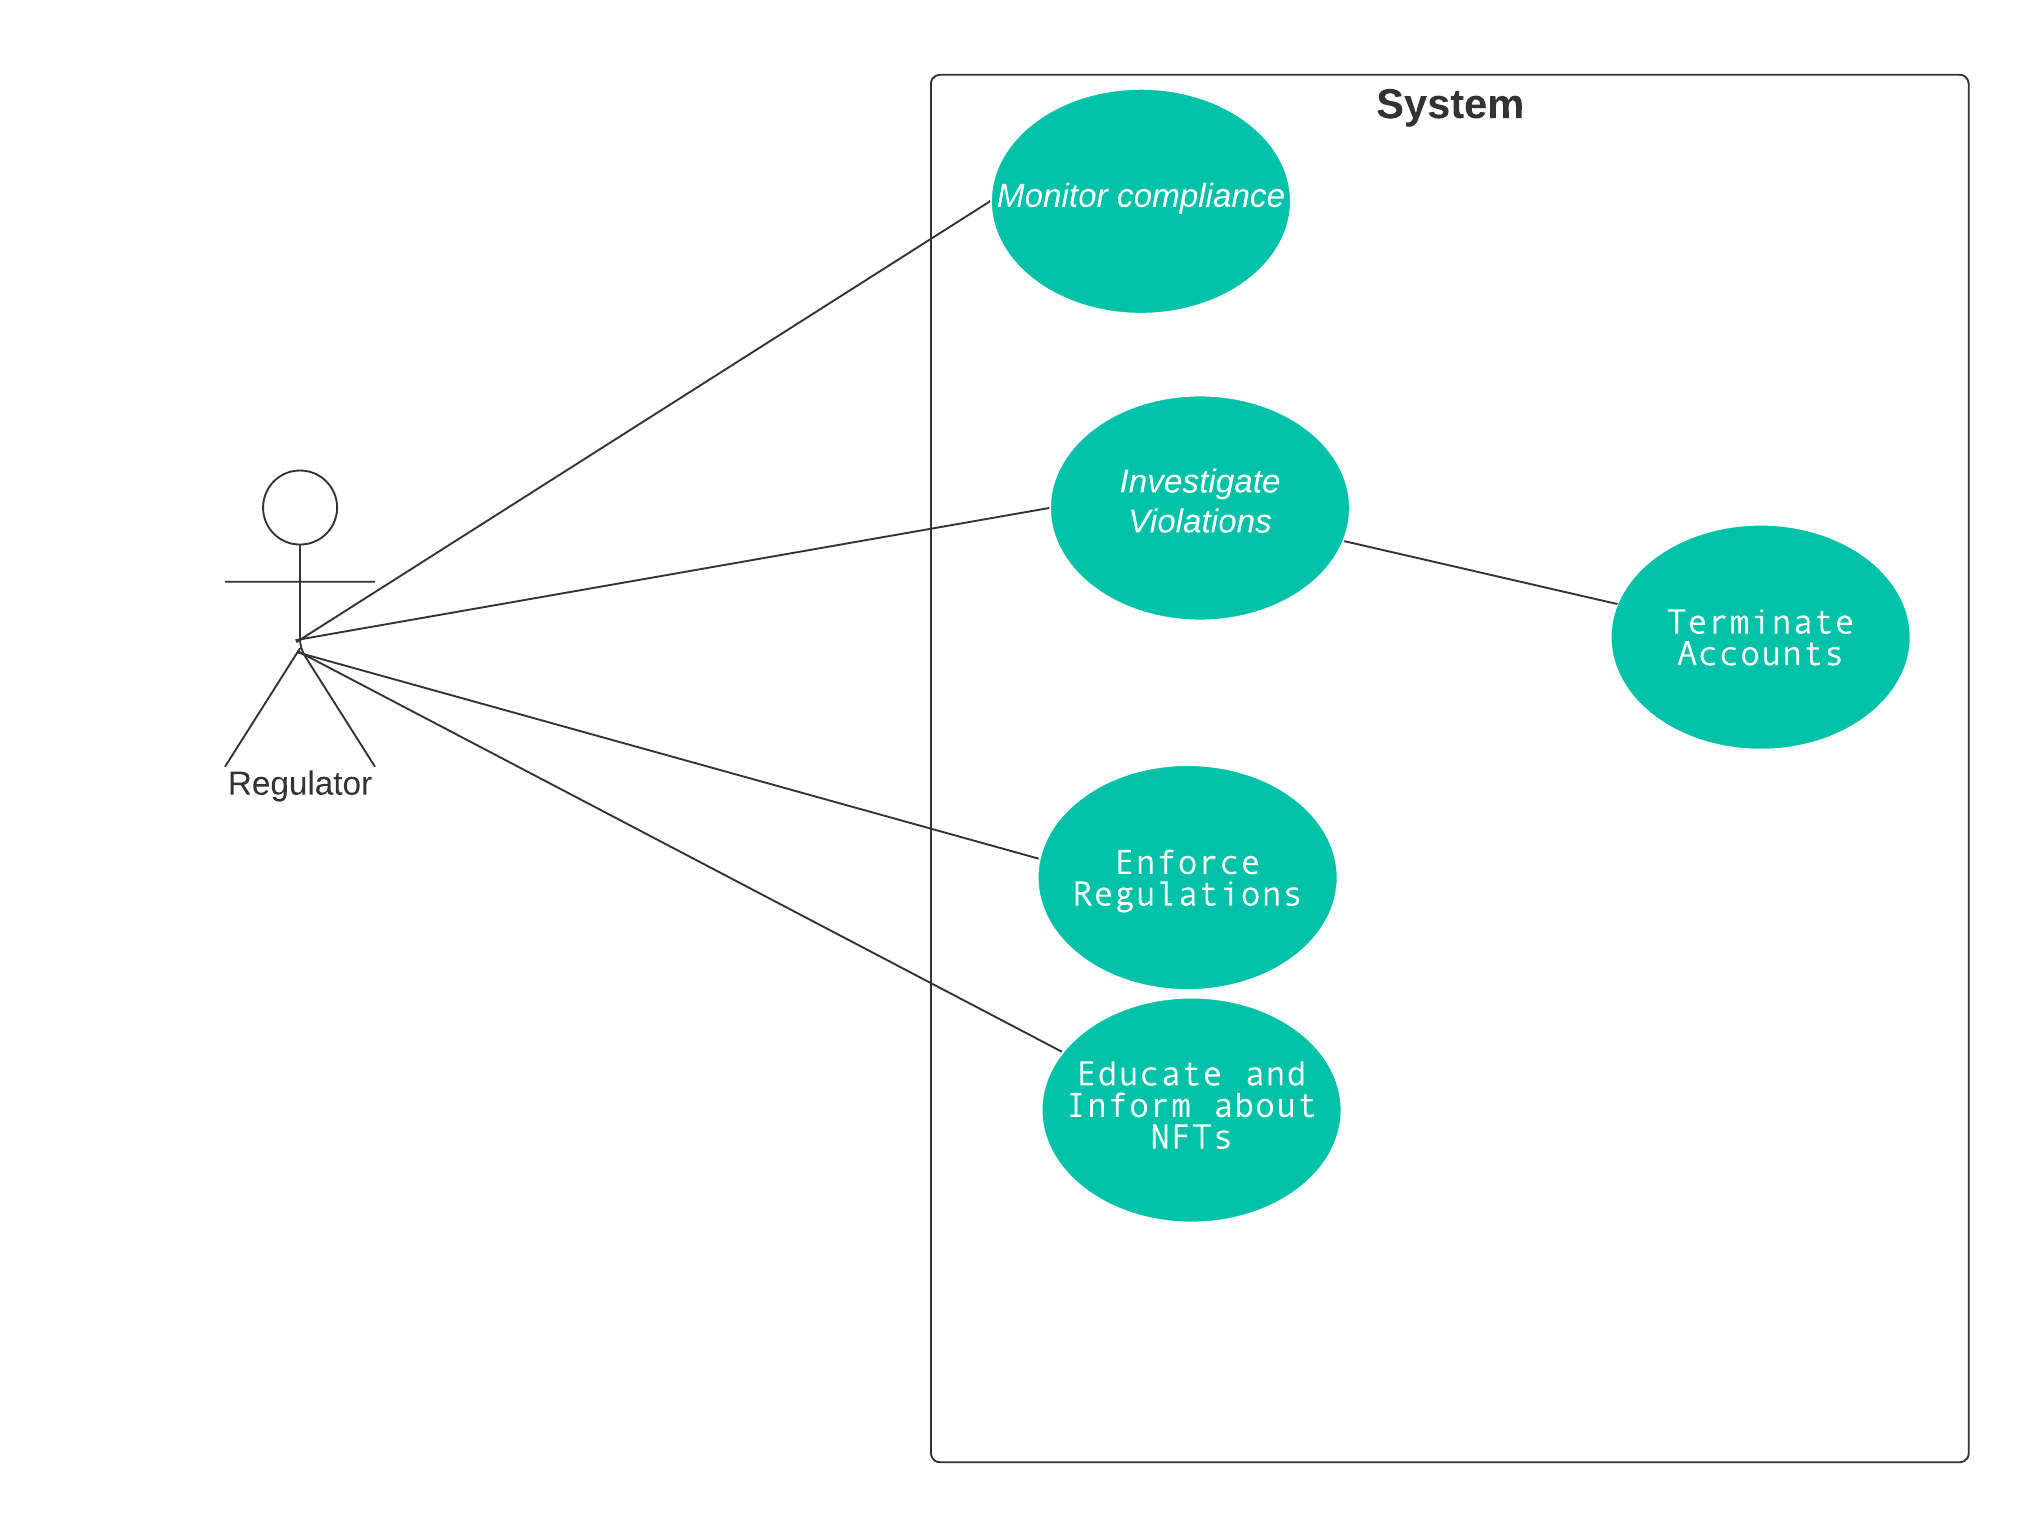 System
Monitor compliance
Investigate
Violations
Terminate
Accounts
Regulator
Enforce
Regulations
Educate and
Inform about
NFTs